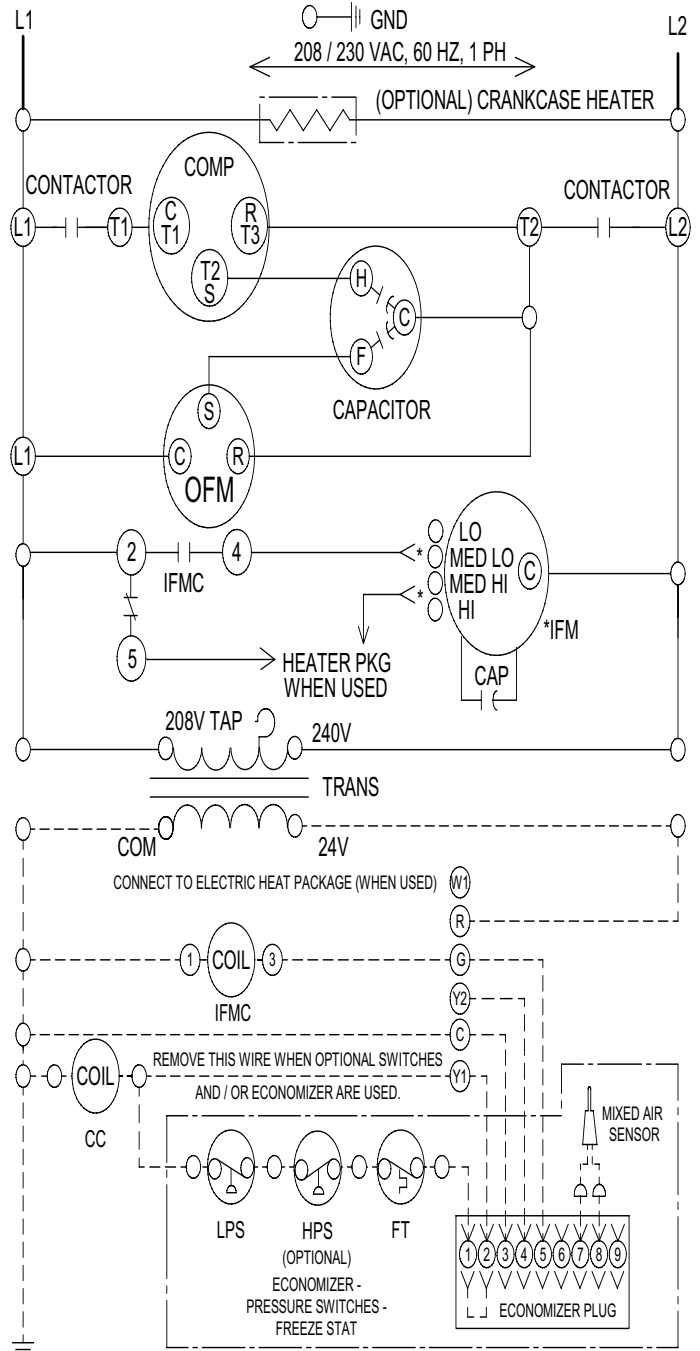 L1
GND
L2
208 / 230 VAC, 60 HZ, 1 PH
(OPTIONAL) CRANKCASE HEATER
COMP
CONTACTOR
CONTACTOR
L1
T1
C
T1
R
T3
T2
L2
T2
S
H
C
F
CAPACITOR
S
L1
C
R
OFM
LO
2
4
* MED LO
C
IFMC
* MED HI
HI
*IFM
5
HEATER PKG
WHEN USED
CAP
208V TAP
240V
TRANS
COM
24V
CONNECT TO ELECTRIC HEAT PACKAGE (WHEN USED)
W1
R
1
COIL
3
G
IFMC
Y2
C
REMOVE THIS WIRE WHEN OPTIONAL SWITCHES
COIL
Y1
AND / OR ECONOMIZER ARE USED.
CC
MIXED AIR
SENSOR
LPS
HPS
FT
(OPTIONAL)
ECONOMIZER -
PRESSURE SWITCHES -
FREEZE STAT
1 2 3 4 5 6 7 8 9
ECONOMIZER PLUG